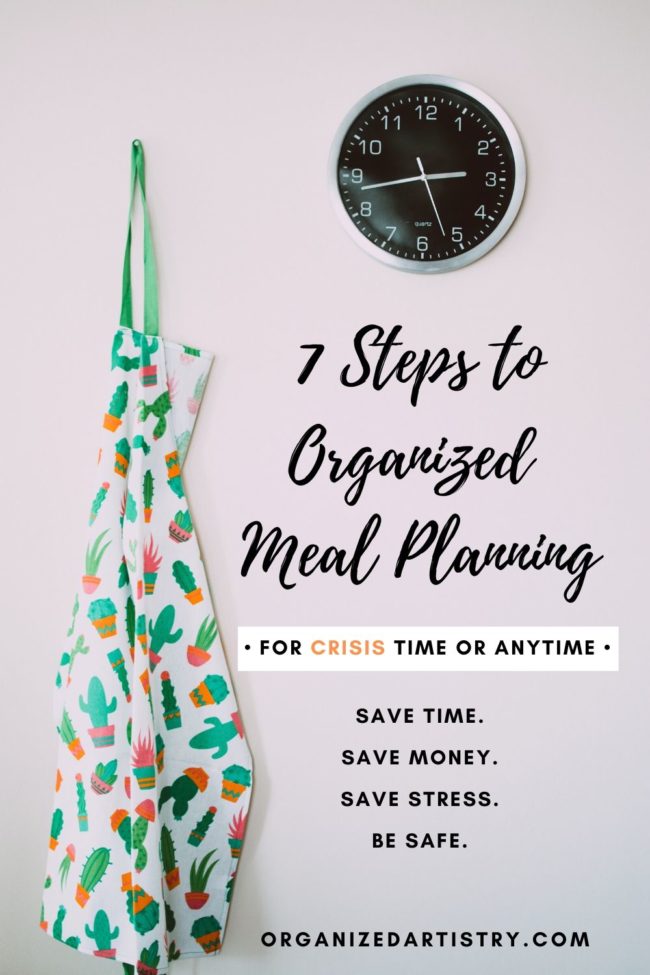 12
11
1
10
2
9
3
8
4
7
5
6
quartz
7 Steps to
Organized
Meal Planning
• FOR CRISIS TIME OR ANYTIME •
SAVE TIME.
SAVE MONEY.
SAVE STRESS.
BE SAFE.
ORGANIZEDARTISTRY.COM